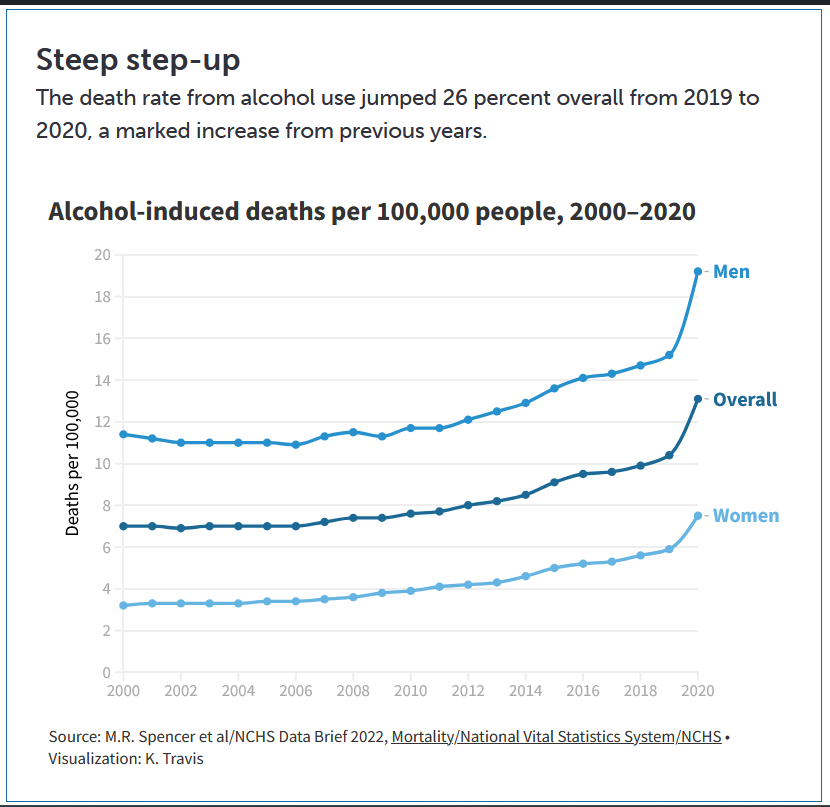 Steep step-up
The death rate from alcohol use jumped 26 percent overall from 2019 to
2020, a marked increase from previous years.
Alcohol-induced deaths per 100,000 people, 2000–2020
Deaths per 100,000
20
18
16
14
12
10
8
6
4
2
0
Men
Overall
Women
2000 2002 2004 2006 2008 2010 2012 2014 2016 2018 2020
Source: M.R. Spencer et al/NCHS Data Brief 2022, Mortality/National Vital Statistics System/NCHS •
Visualization: K. Travis